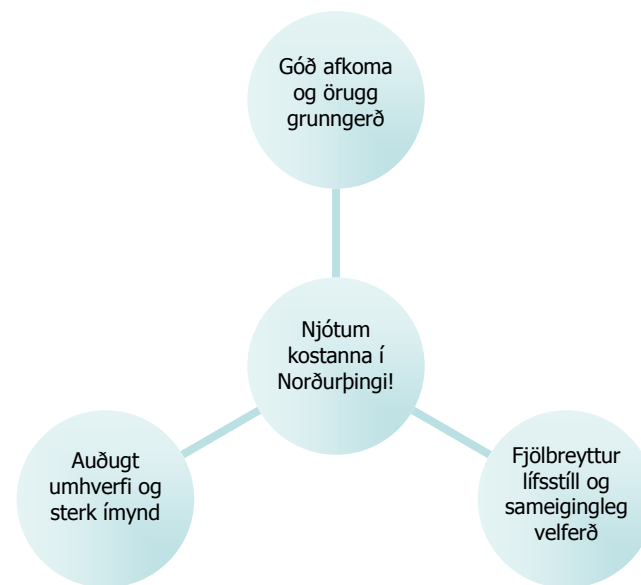 Góð afkoma
og örugg
grunngerð
Njótum
kostanna í
Norðurþingi!
Auðugt
umhverfi og
sterk ímynd
Fjölbreyttur
lífsstíll og
sameigingleg
velferð